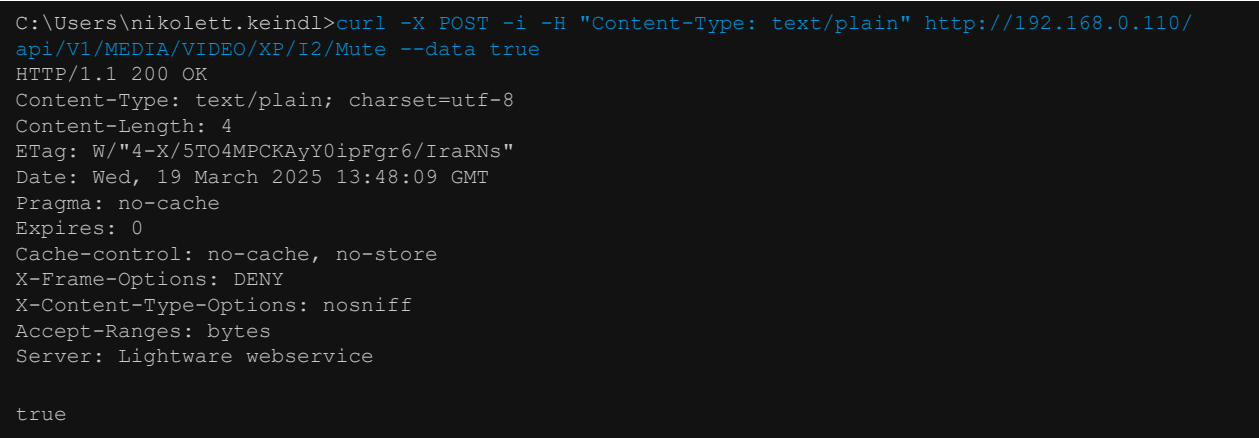 C:\Users\nikolett.keindl>curl -X POST -i -H "Content-Type: text/plain" http://192.168.0.110/
api/V1/MEDIA/VIDEO/XP/I2/Mute --data true
HTTP/1.1 200 OK
Content-Type: text/plain; charset=utf-8
Content-Length: 4
ETag: W/"4-X/5TO4MPCKAyY0ipFgr6/IraRNs"
Date: Wed, 19 March 2025 13:48:09 GMT
Pragma: no-cache
Expires: 0
Cache-control: no-cache, no-store
X-Frame-Options: DENY
X-Content-Type-Options: nosniff
Accept-Ranges: bytes
Server: Lightware webservice
true